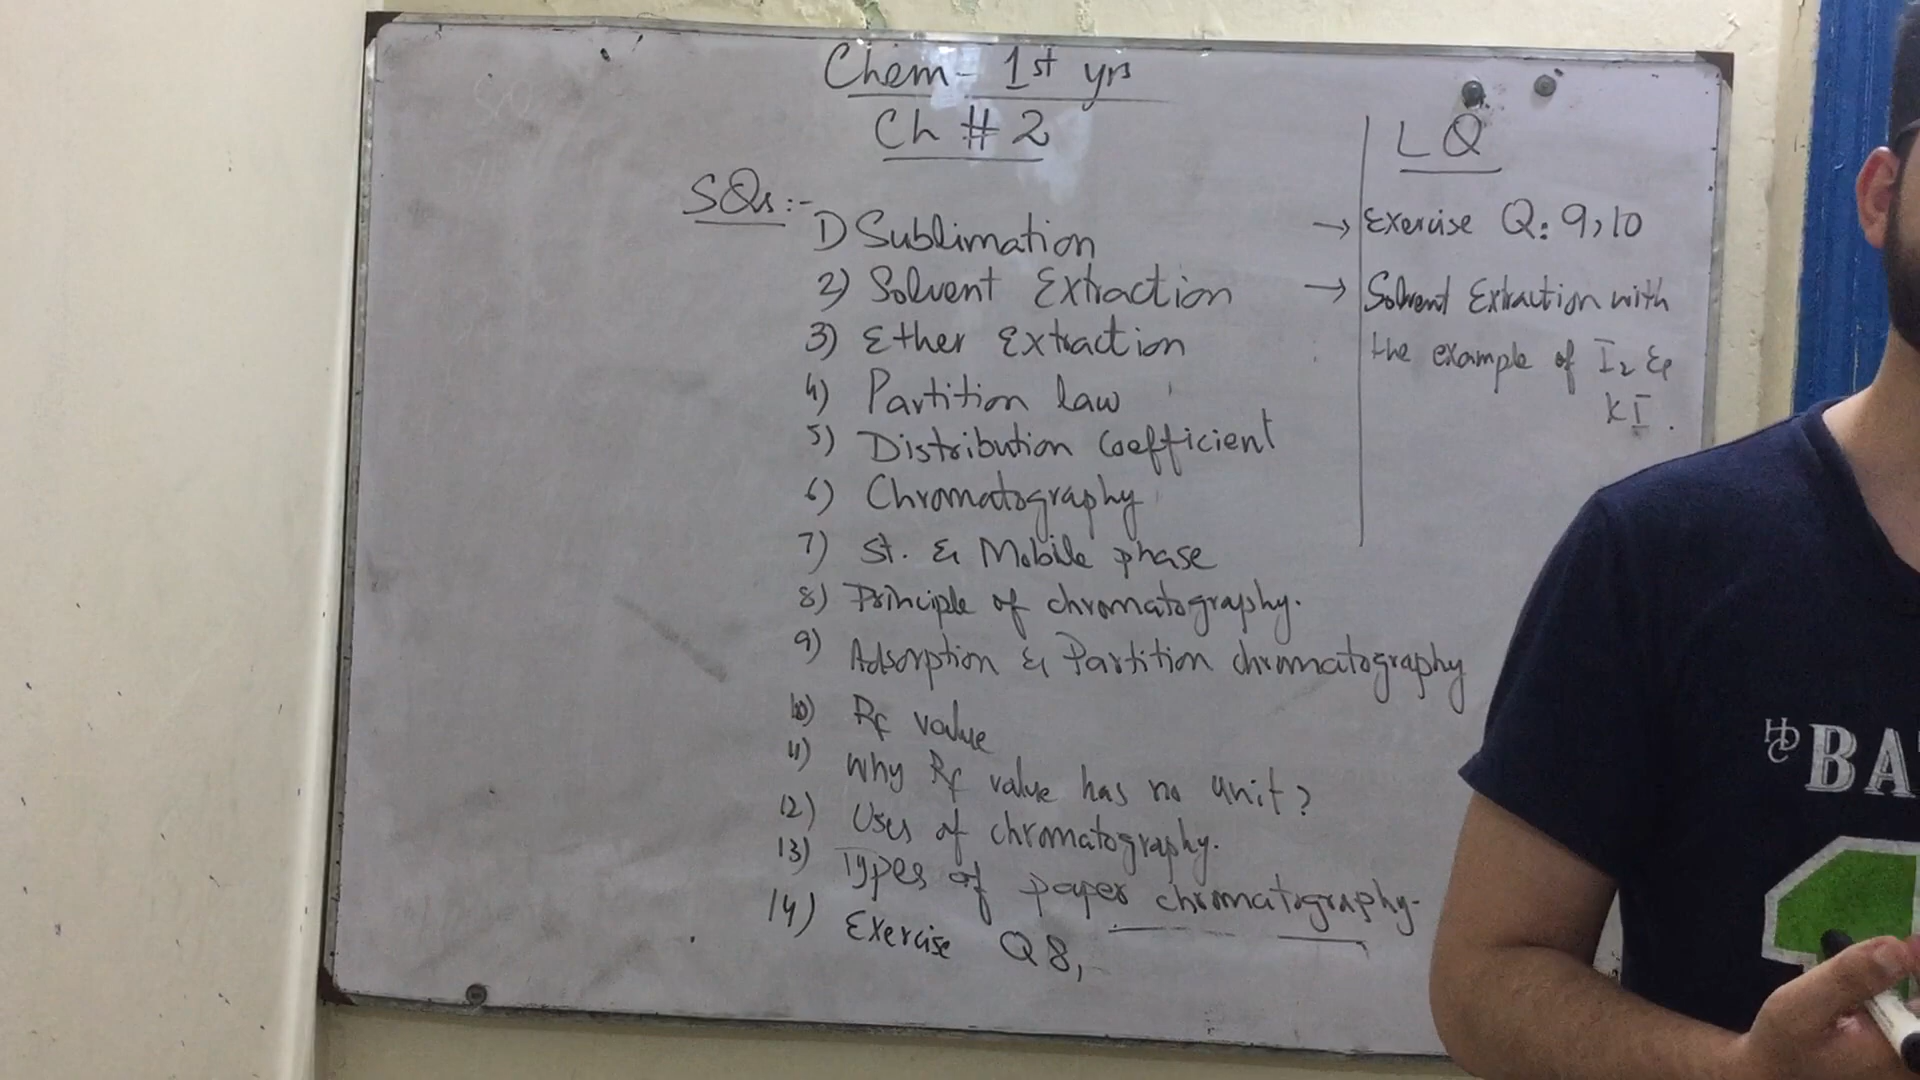 Chem - 1st yrs
Ch # 2
SQs :-
1) Sublimation
2) Solvent Extraction
3) Ether Extraction
4) Partition law
5) Distribution Coefficient
6) Chromatography
7) St. & Mobile phase
8) Principle of chromatography.
9) Adsorption & Partition chromatography
10) Rf value
11) Why Rf value has no unit?
12) Uses of chromatography.
13) Types of paper chromatography.
14) Exercise Q 8,
LQ
→ Exercise Q: 9,10
→ Solvent Extraction with
the example of I2 &
KI.
HDC BA